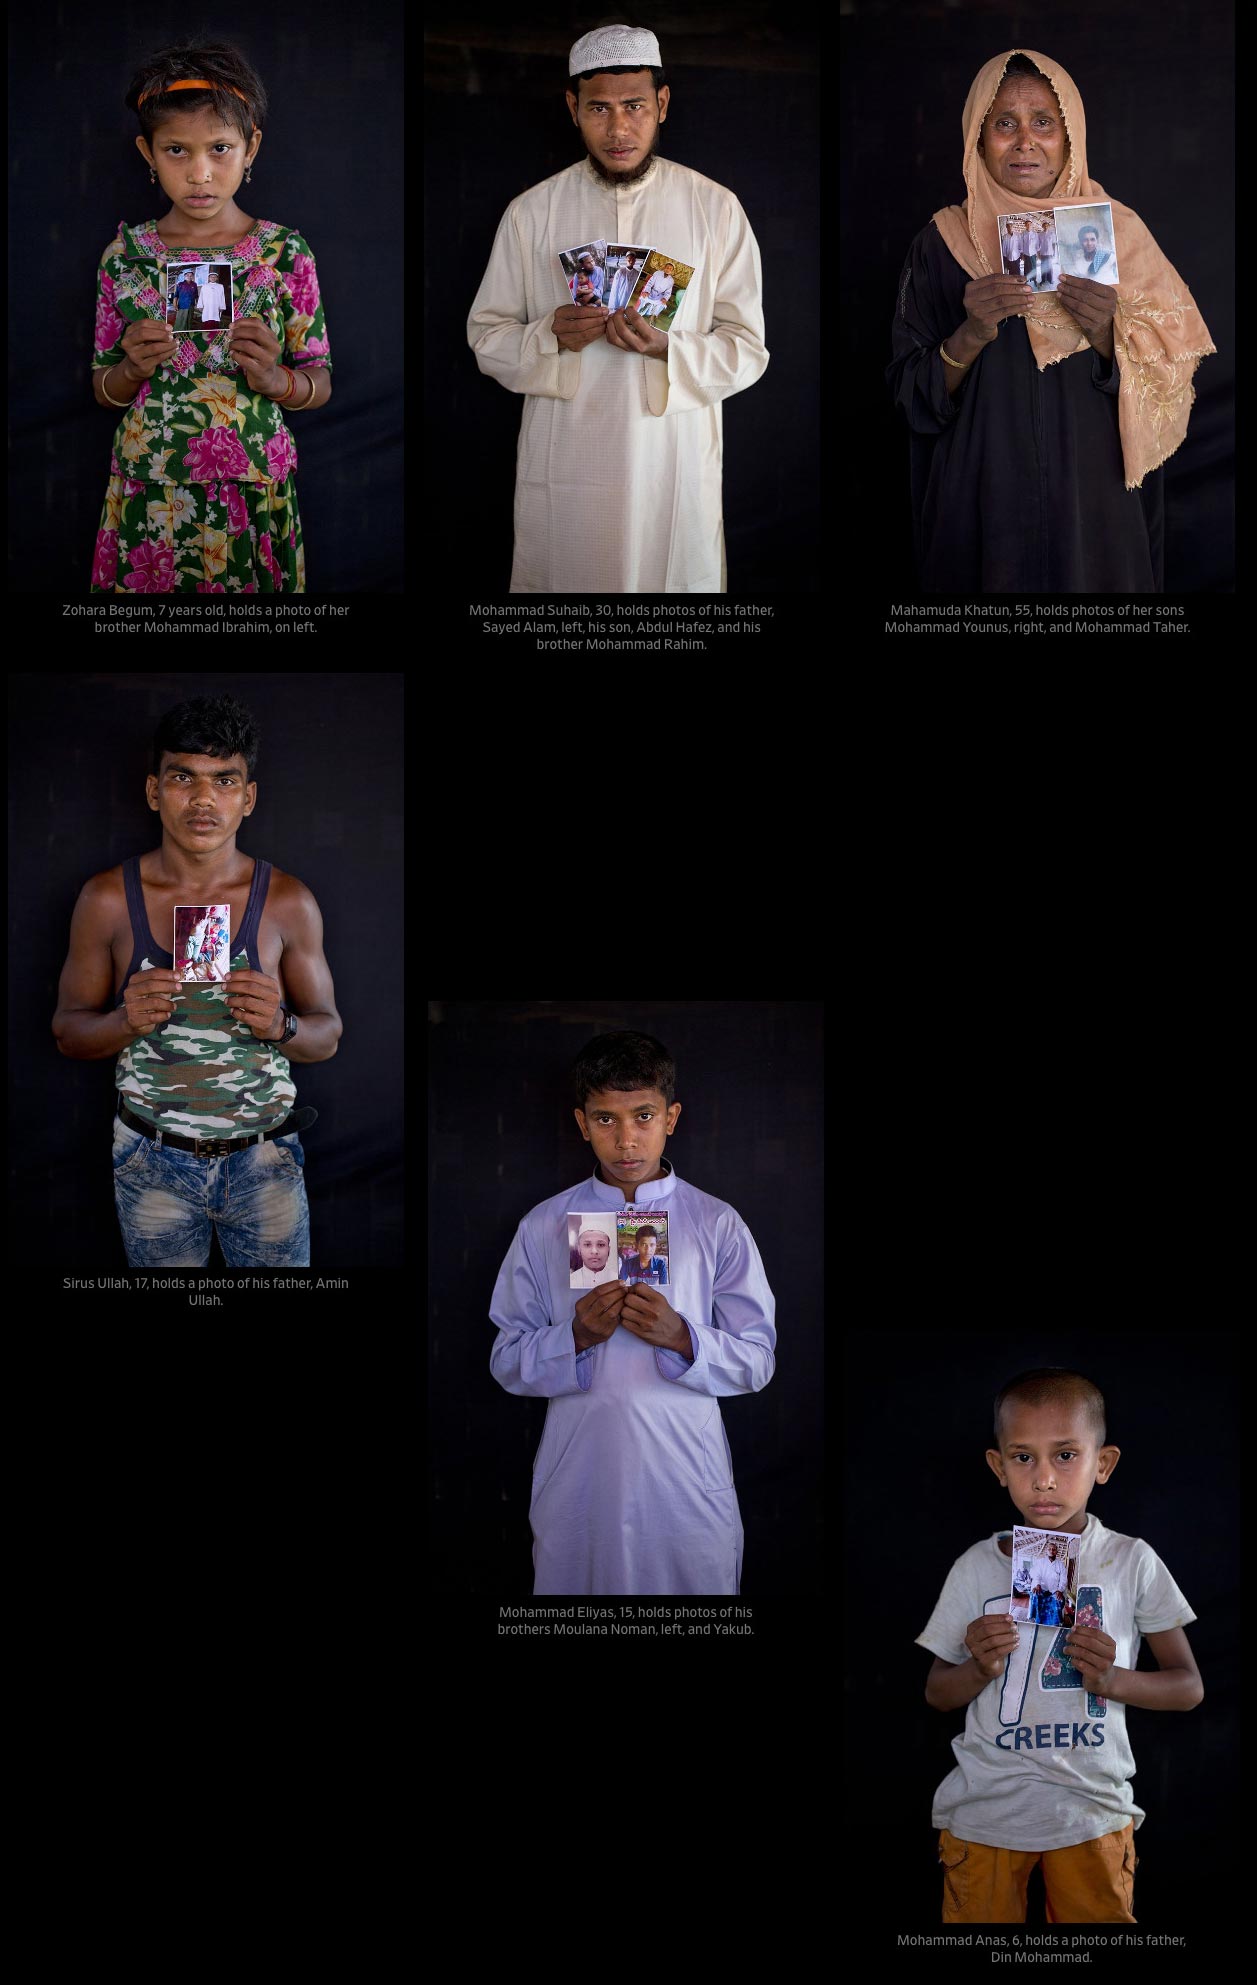 Zohara Begum, 7 years old, holds a photo of her
brother Mohammad Ibrahim, on left.
Mohammad Suhaib, 30, holds photos of his father,
Sayed Alam, left, his son, Abdul Hafez, and his
brother Mohammad Rahim.
Mahamuda Khatun, 55, holds photos of her sons
Mohammad Younus, right, and Mohammad Taher.
Sirus Ullah, 17, holds a photo of his father, Amin
Ullah.
Mohammad Eliyas, 15, holds photos of his
brothers Moulana Noman, left, and Yakub.
CREEKS
Mohammad Anas, 6, holds a photo of his father,
Din Mohammad.